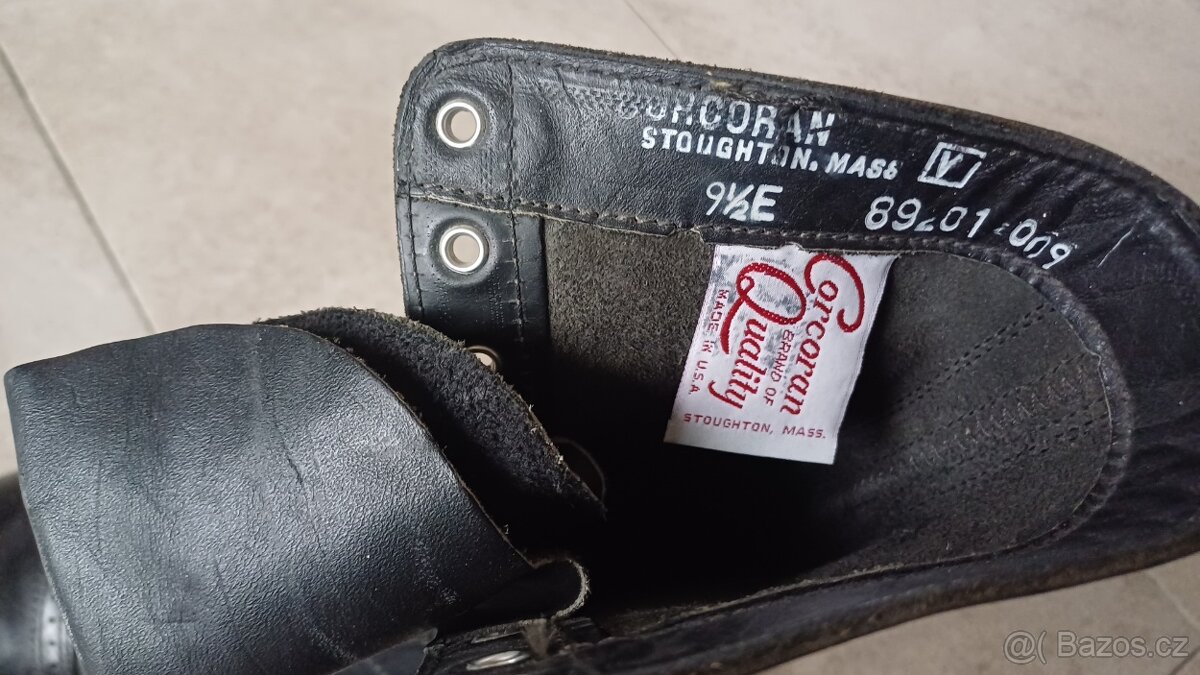 CORCORAN
STOUGHTON, MASS V
9½E 89201-009
Corcoran
BRAND OF
Quality
MADE IN U.S.A.
STOUGHTON, MASS.
Bazos.cz